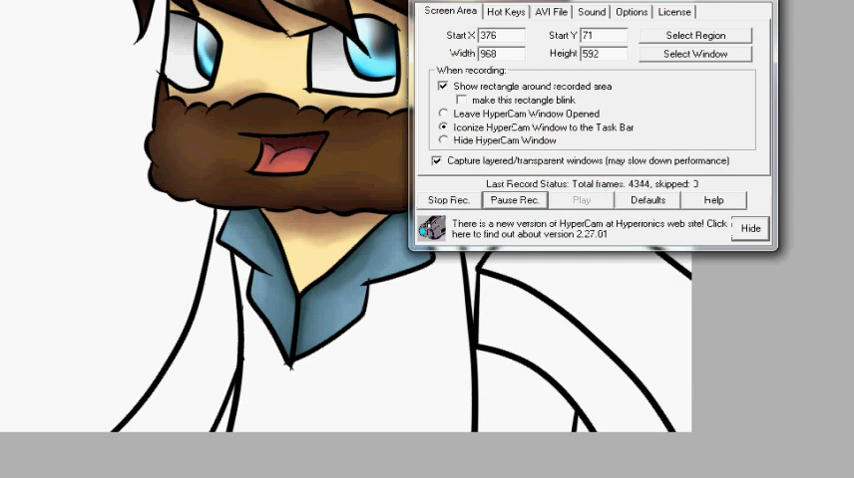 Screen Area Hot Keys AVI File Sound Options License
Start X 376 Start Y 71 Select Region
Width 968 Height 592 Select Window
When recording:
Show rectangle around recorded area
make this rectangle blink
Leave HyperCam Window Opened
Iconize HyperCam Window to the Task Bar
Hide HyperCam Window
Capture layered/transparent windows (may slow down performance)
Last Record Status: Total frames: 4344, skipped: 0
Stop Rec. Pause Rec. Play Defaults Help
There is a new version of HyperCam at Hyperionics web site! Click
here to find out about version 2.27.01
Hide